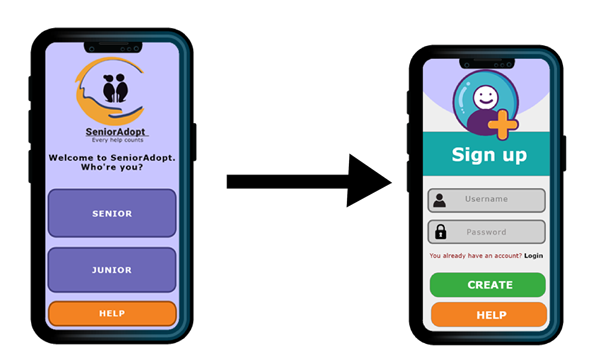 SeniorAdopt
Every help counts
Welcome to SeniorAdopt.
Who're you?
SENIOR
JUNIOR
HELP
Sign up
Username
Password
You already have an account? Login
CREATE
HELP